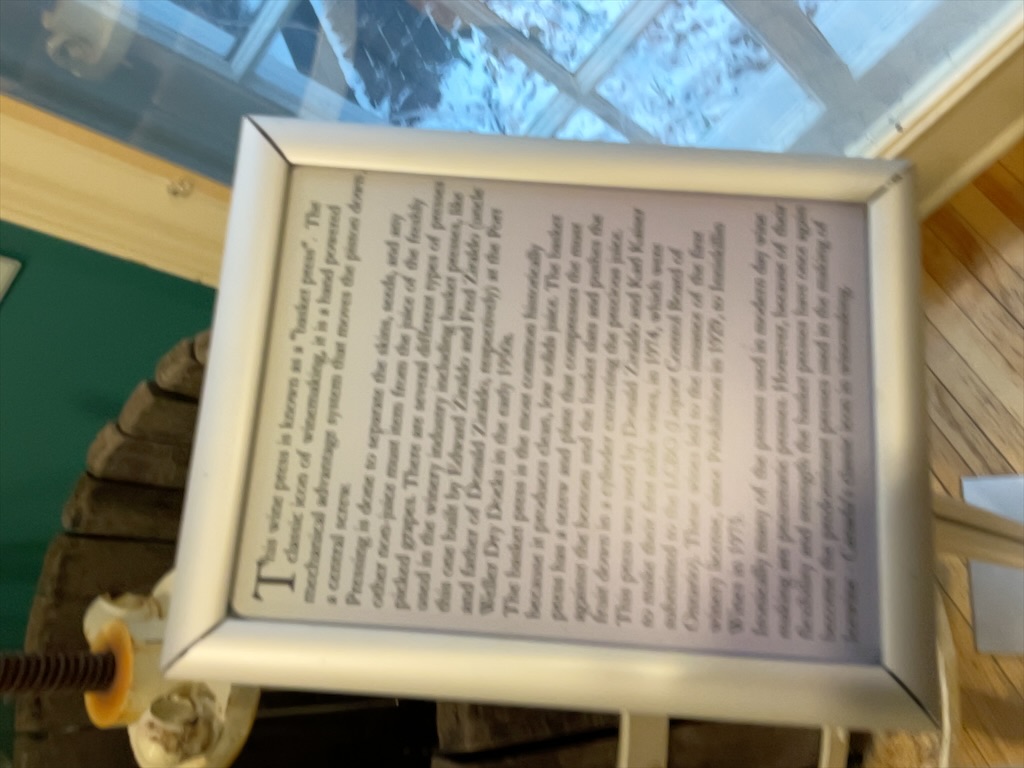 This wine press is known as a "basket press". The
classic icon of winemaking, is a hand powered
mechanical advantage system that moves the piston down
a central screw.
Pressing is done to separate the skins, seeds, and any
other non-juice must item from the juice of the freshly
picked grapes. There are several different types of presses
used in the winery industry including basket presses, like
this one built by Edward Ziraldo and Fred Ziraldo (uncle
and father of Donald Ziraldo, respectively) at the Port
Weller Dry Docks in the early 1950s.
The basket press is the most common historically
because it produces clean, low solids juice. The basket
press has a screw and plate that compresses the must
against the bottom and the basket slats and pushes the
fruit down in a cylinder extracting the precious juice.
This press was used by Donald Ziraldo and Karl Kaiser
to make their first table wines, in 1974, which were
submitted to the LCBO (Liquor Control Board of
Ontario). These wines led to the issuance of the first
winery license, since Prohibition in 1929, to Inniskillin
Wines in 1975.
Ironically many of the presses used in modern day wine
making are pneumatic presses. However, because of their
flexibility and strength the basket presses have once again
become the predominant presses used in the making of
Icewine - Canada's classic icon in winemaking.